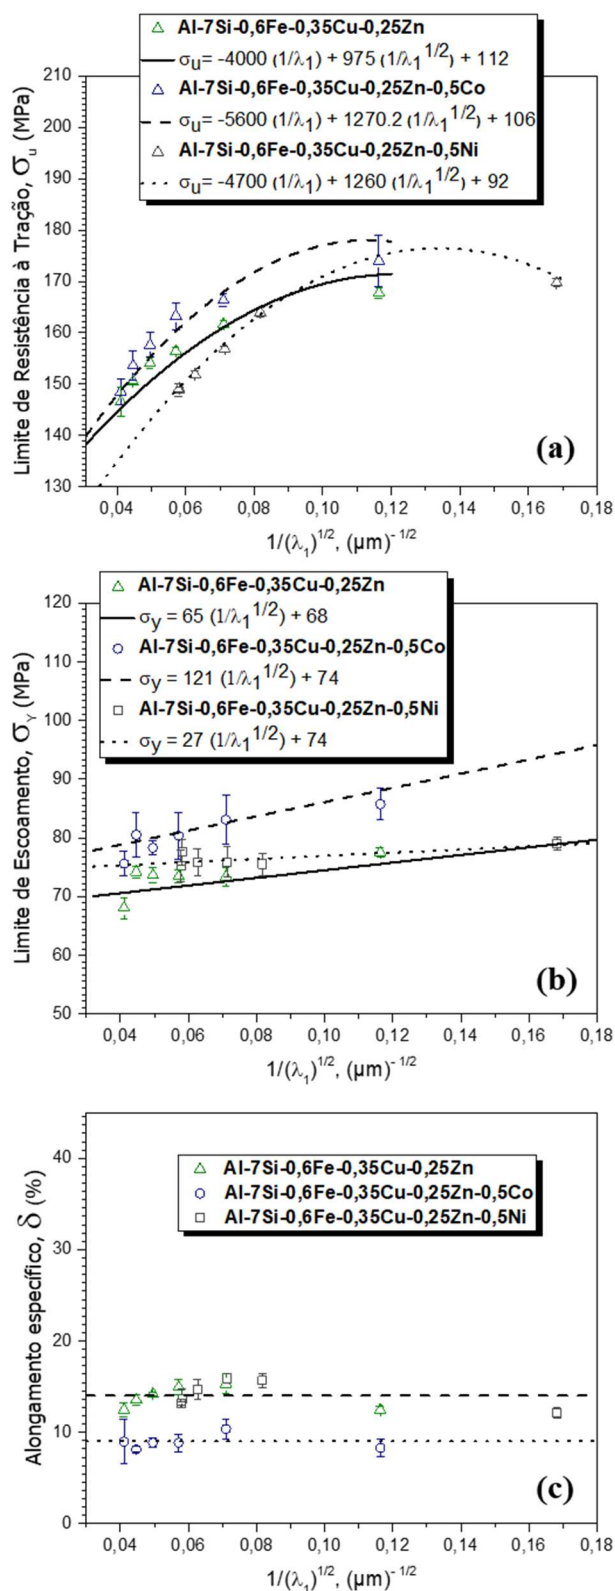 Al-7Si-0,6Fe-0,35Cu-0,25Zn
σu= -4000 (1/λ1) + 975 (1/λ1^1/2) + 112
Al-7Si-0,6Fe-0,35Cu-0,25Zn-0,5Co
σu= -5600 (1/λ1) + 1270.2 (1/λ1^1/2) + 106
Al-7Si-0,6Fe-0,35Cu-0,25Zn-0,5Ni
σu= -4700 (1/λ1) + 1260 (1/λ1^1/2) + 92
Limite de Resistência à Tração, σu (MPa)
210
200
190
180
170
160
150
140
130
(a)
0,04 0,06 0,08 0,10 0,12 0,14 0,16 0,18
1/(λ1)^1/2, (μm)^-1/2
Al-7Si-0,6Fe-0,35Cu-0,25Zn
σy = 65 (1/λ1^1/2) + 68
Al-7Si-0,6Fe-0,35Cu-0,25Zn-0,5Co
σy = 121 (1/λ1^1/2) + 74
Al-7Si-0,6Fe-0,35Cu-0,25Zn-0,5Ni
σy = 27 (1/λ1^1/2) + 74
Limite de Escoamento, σY (MPa)
120
110
100
90
80
70
60
50
(b)
0,04 0,06 0,08 0,10 0,12 0,14 0,16 0,18
1/(λ1)^1/2, (μm)^-1/2
Al-7Si-0,6Fe-0,35Cu-0,25Zn
Al-7Si-0,6Fe-0,35Cu-0,25Zn-0,5Co
Al-7Si-0,6Fe-0,35Cu-0,25Zn-0,5Ni
Alongamento específico, δ (%)
40
30
20
10
0
(c)
0,04 0,06 0,08 0,10 0,12 0,14 0,16 0,18
1/(λ1)^1/2, (μm)^-1/2